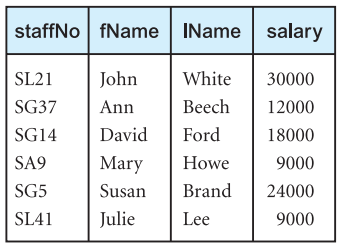 staffNo fName lName salary
SL21 John White 30000
SG37 Ann Beech 12000
SG14 David Ford 18000
SA9 Mary Howe 9000
SG5 Susan Brand 24000
SL41 Julie Lee 9000